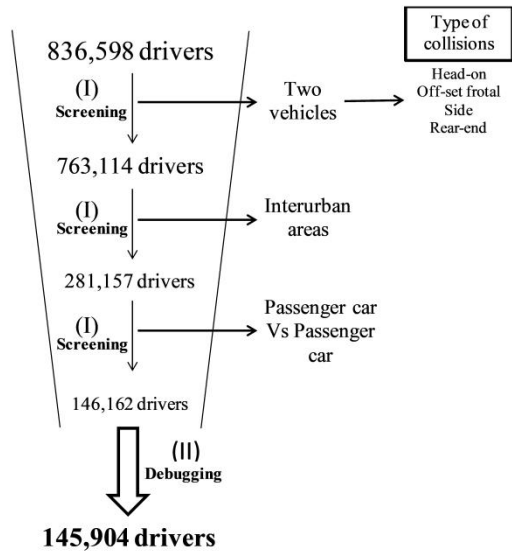 Type of
collisions
836,598 drivers
(I)
Screening
Two
vehicles
Head-on
Off-set frotal
Side
Rear-end
763,114 drivers
(I)
Screening
Interurban
areas
281,157 drivers
(I)
Screening
Passenger car
Vs Passenger
car
146,162 drivers
(II)
Debugging
145,904 drivers